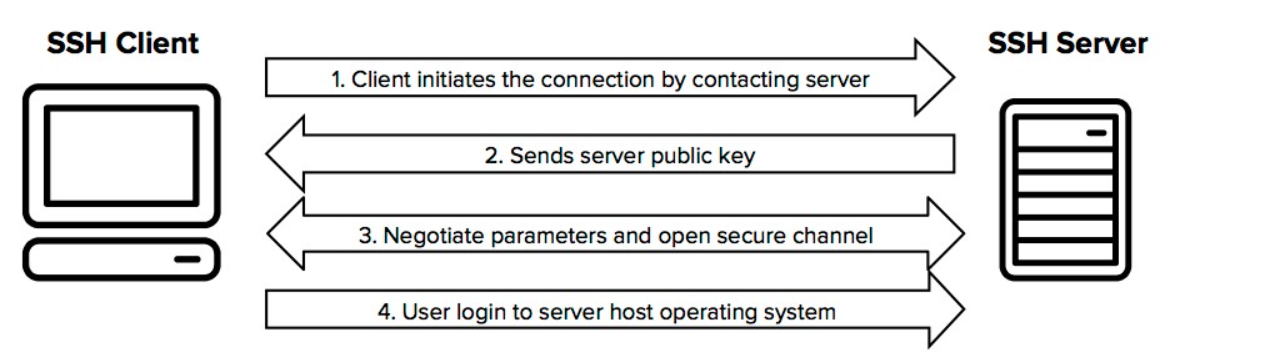 SSH Client
SSH Server
1. Client initiates the connection by contacting server
2. Sends server public key
3. Negotiate parameters and open secure channel
4. User login to server host operating system